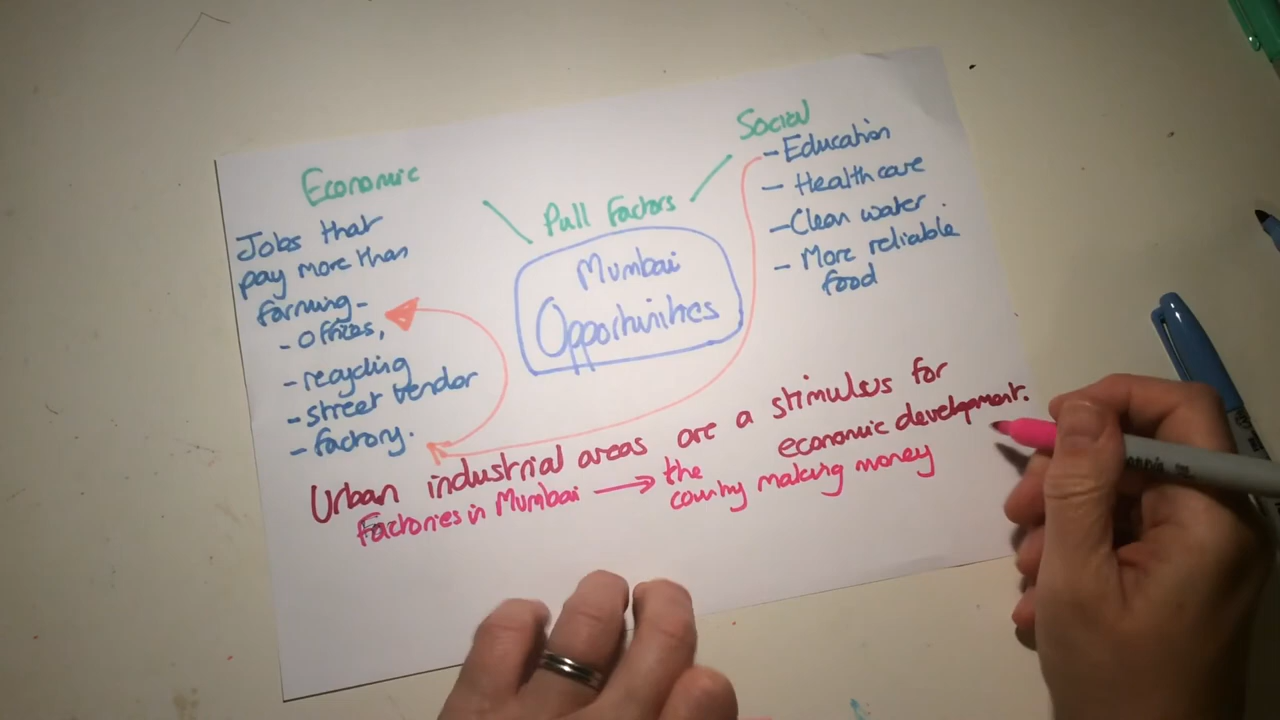 Economic
Jobs that
pay more than
farming-
- offices,
- recycling
- street vendor
- factory.
Pull Factors
Mumbai
Opportunities
Social
- Education
- Healthcare
- Clean water
- More reliable
food
Urban industrial areas are a stimulus for
economic development.
Factories in Mumbai → the
country making money